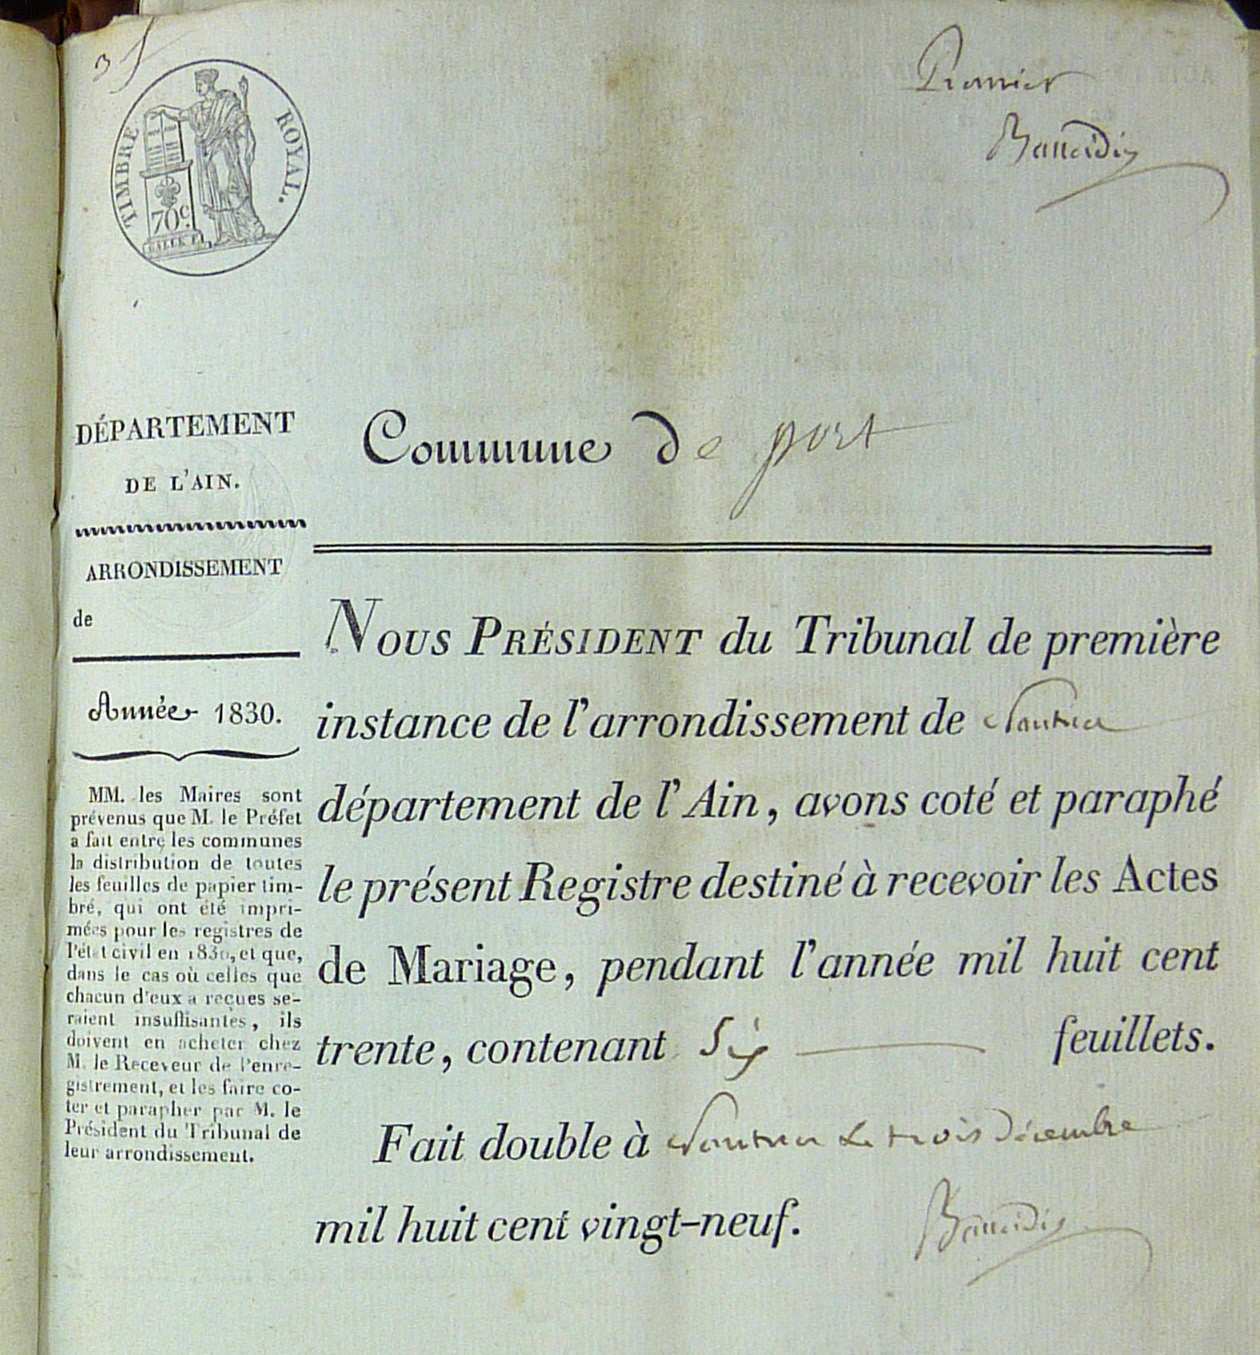 TIMBRE ROYAL.
70 c.
Premier
DÉPARTEMENT
DE L'AIN.
ARRONDISSEMENT
de
Année 1830.
MM. les Maires sont
prévenus que M. le Préfet
a fait entre les communes
la distribution de toutes
les feuilles de papier tim-
bré, qui ont été impri-
mées pour les registres de
l'état civil en 1830, et que,
dans le cas où celles que
chacun d'eux a reçues se-
raient insuffisantes, ils
doivent en acheter chez
M. le Receveur de l'enre-
gistrement, et les faire co-
ter et parapher par M. le
Président du Tribunal de
leur arrondissement.
Commune de port
NOUS PRÉSIDENT du Tribunal de première
instance de l'arrondissement de Nantua
département de l'Ain, avons coté et paraphé
le présent Registre destiné à recevoir les Actes
de Mariage, pendant l'année mil huit cent
trente, contenant Six feuillets.
Fait double à Nantua Le trois Décembre
mil huit cent vingt-neuf.